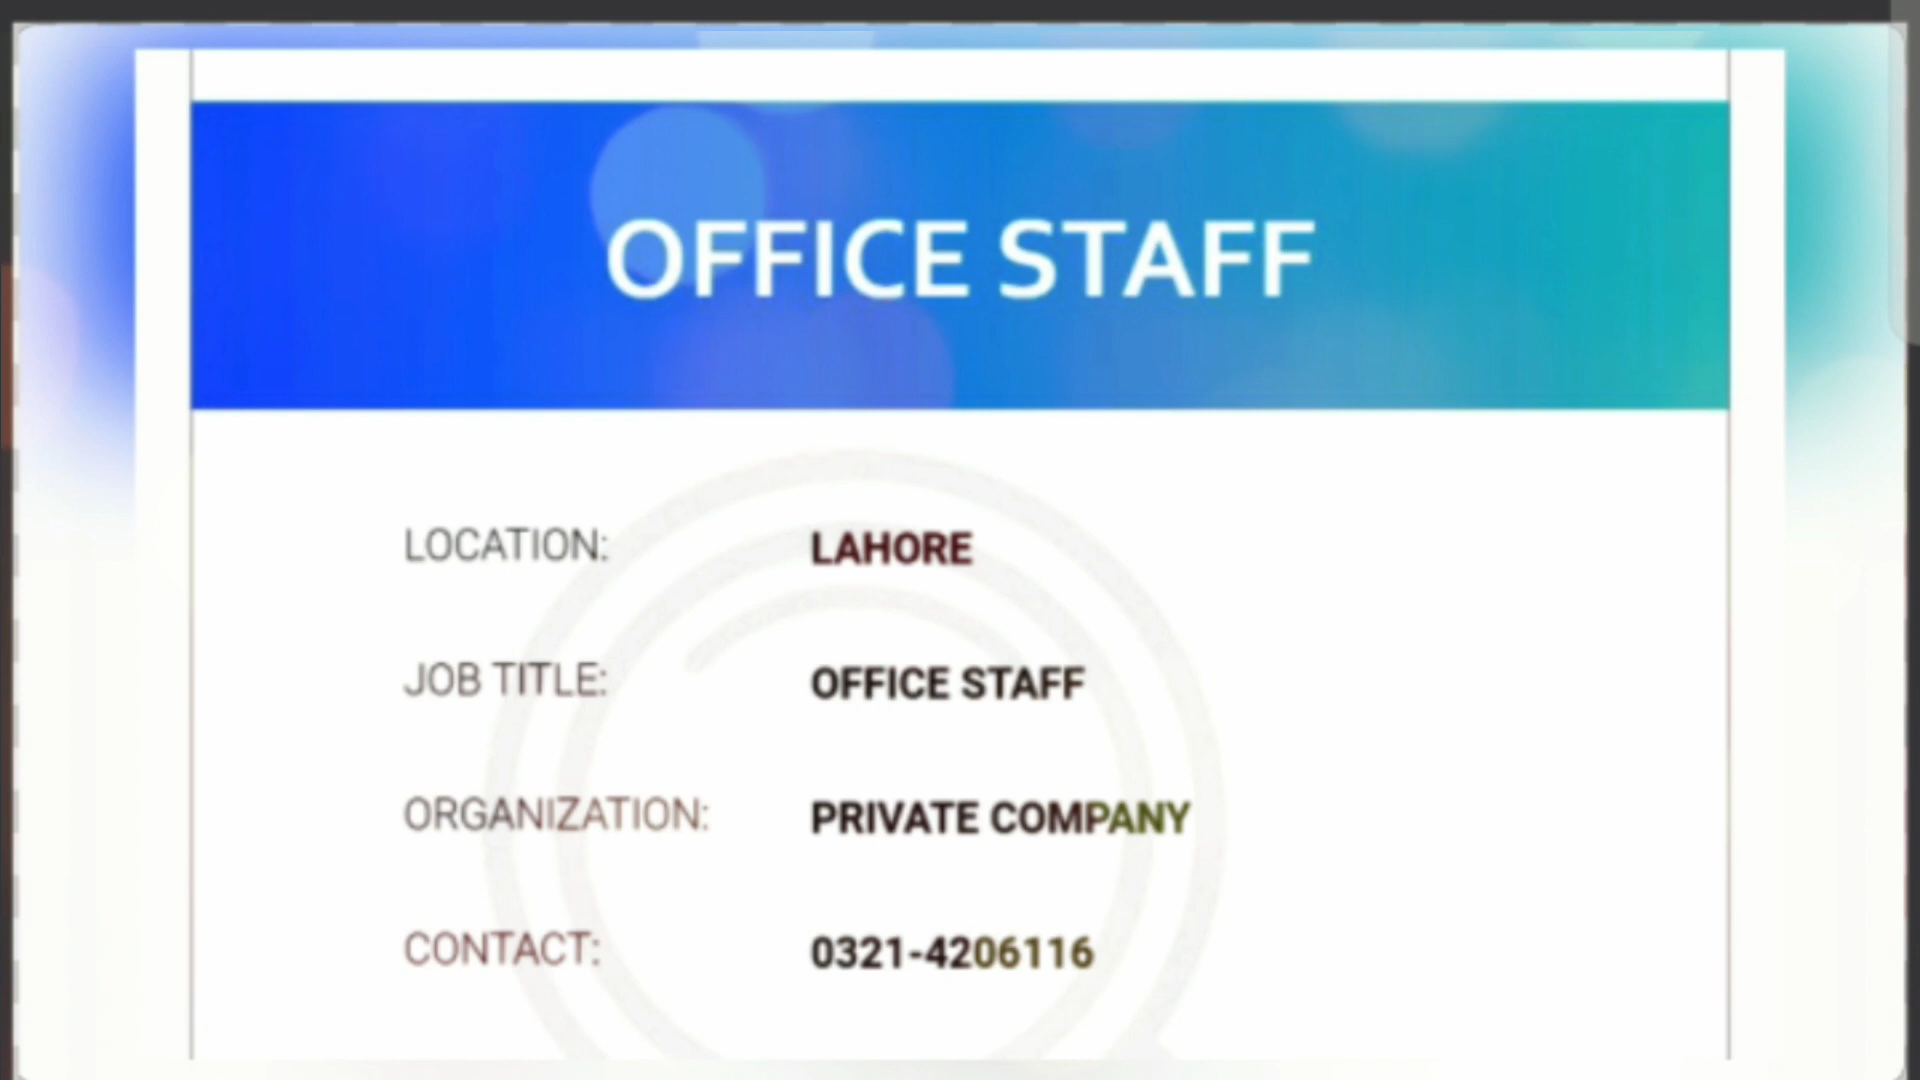 OFFICE STAFF
LOCATION: LAHORE
JOB TITLE: OFFICE STAFF
ORGANIZATION: PRIVATE COMPANY
CONTACT: 0321-4206116